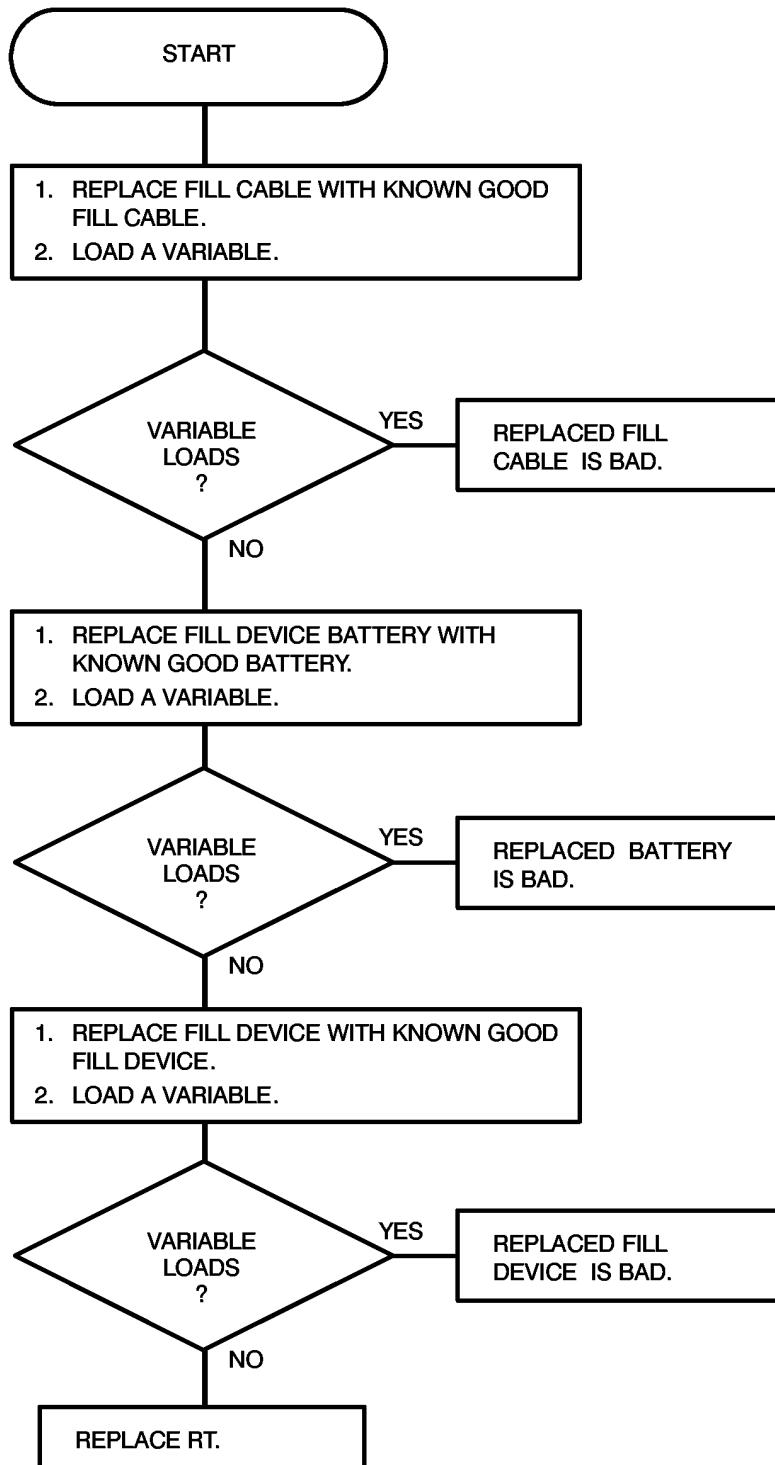 START
1. REPLACE FILL CABLE WITH KNOWN GOOD
FILL CABLE.
2. LOAD A VARIABLE.
VARIABLE
LOADS
?
YES
REPLACED FILL
CABLE IS BAD.
NO
1. REPLACE FILL DEVICE BATTERY WITH
KNOWN GOOD BATTERY.
2. LOAD A VARIABLE.
VARIABLE
LOADS
?
YES
REPLACED BATTERY
IS BAD.
NO
1. REPLACE FILL DEVICE WITH KNOWN GOOD
FILL DEVICE.
2. LOAD A VARIABLE.
VARIABLE
LOADS
?
YES
REPLACED FILL
DEVICE IS BAD.
NO
REPLACE RT.